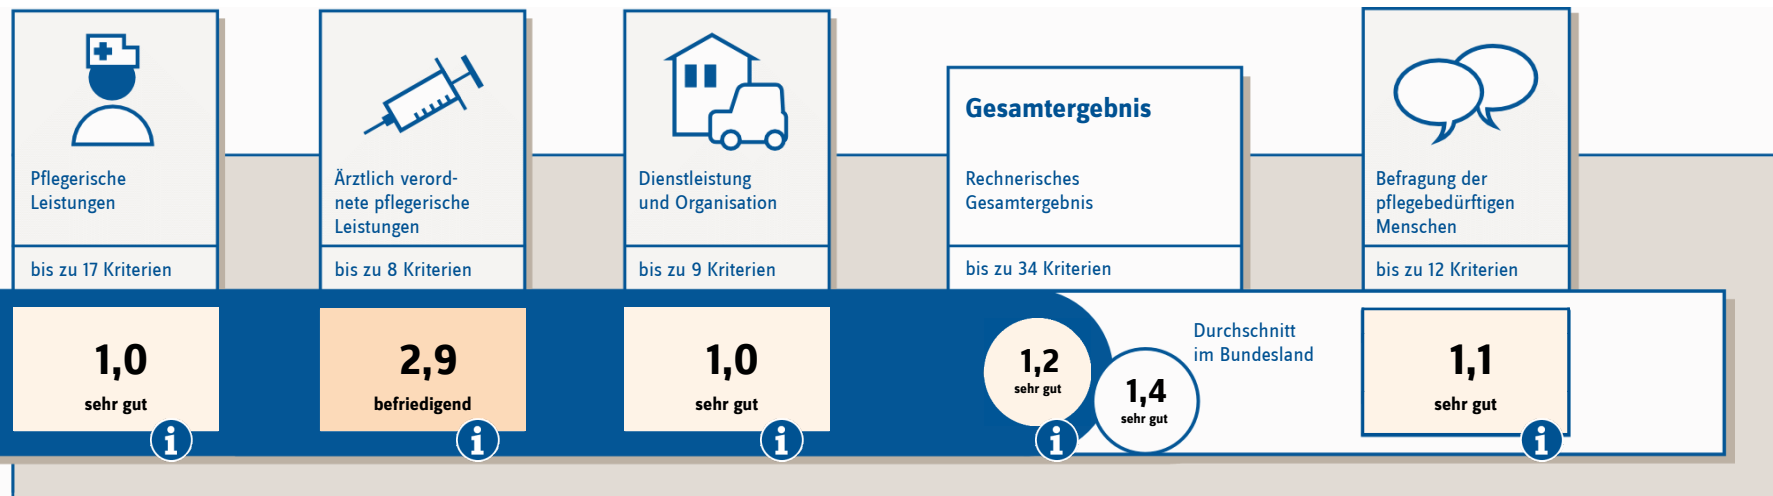 Pflegerische
Leistungen
bis zu 17 Kriterien
1,0
sehr gut
i
Ärztlich verord-
nete pflegerische
Leistungen
bis zu 8 Kriterien
2,9
befriedigend
i
Dienstleistung
und Organisation
bis zu 9 Kriterien
1,0
sehr gut
i
Gesamtergebnis
Rechnerisches
Gesamtergebnis
bis zu 34 Kriterien
1,2
sehr gut
i
1,4
sehr gut
Durchschnitt
im Bundesland
Befragung der
pflegebedürftigen
Menschen
bis zu 12 Kriterien
1,1
sehr gut
i